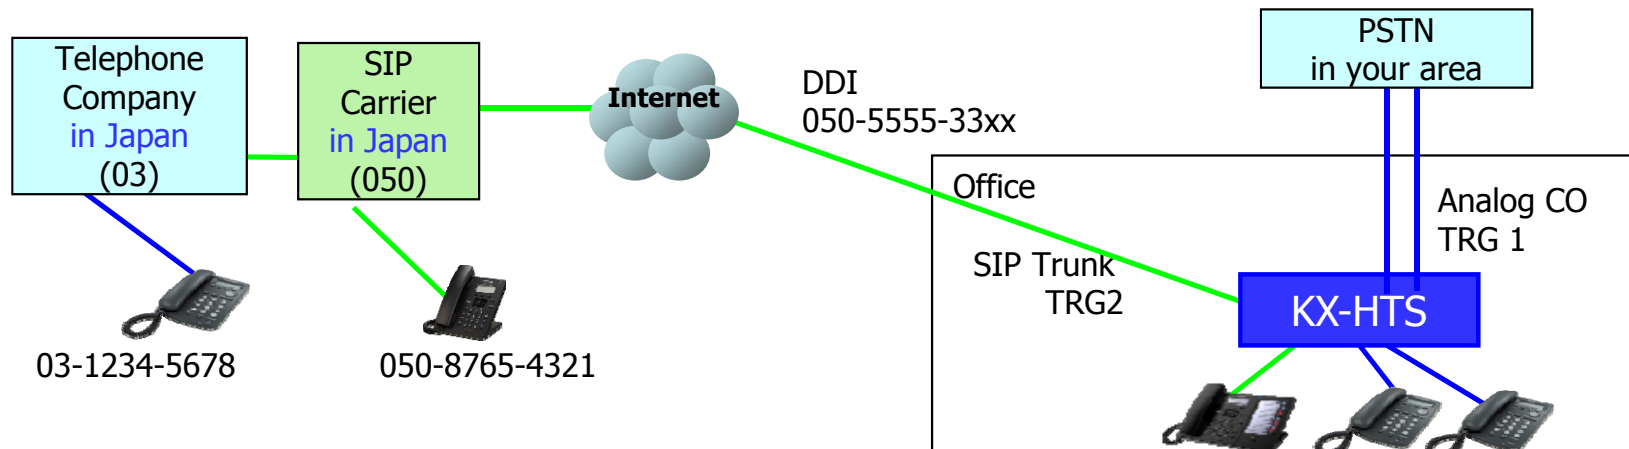 Telephone
Company
in Japan
(03)
SIP
Carrier
in Japan
(050)
Internet
DDI
050-5555-33xx
PSTN
in your area
Office
Analog CO
TRG 1
SIP Trunk
TRG2
KX-HTS
03-1234-5678
050-8765-4321